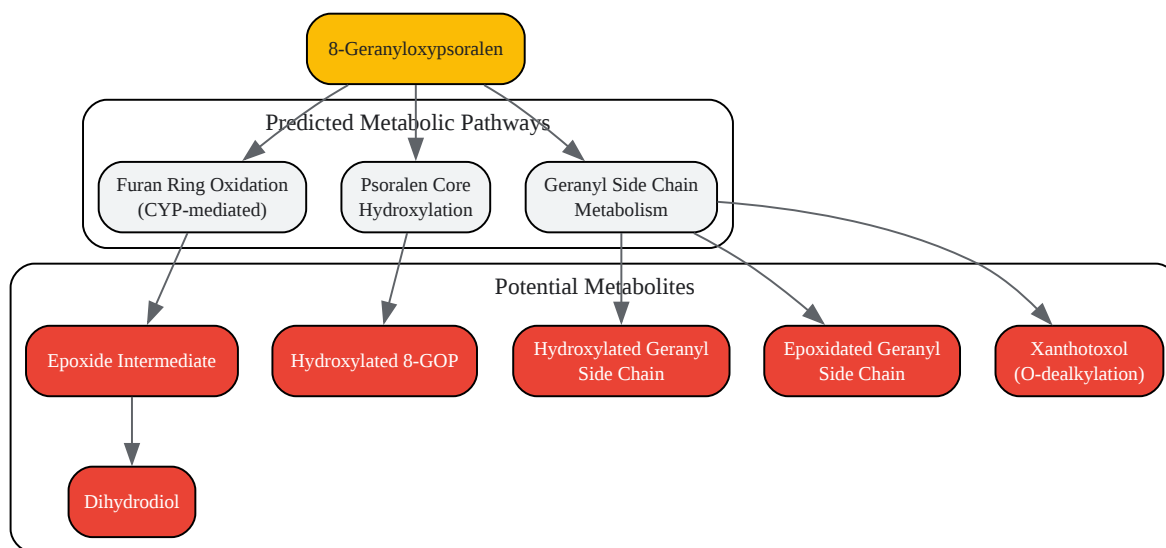 8-Geranyloxypsoralen
Predicted Metabolic Pathways
Furan Ring Oxidation
(CYP-mediated)
Psoralen Core
Hydroxylation
Geranyl Side Chain
Metabolism
Potential Metabolites
Epoxide Intermediate
Hydroxylated 8-GOP
Hydroxylated Geranyl
Side Chain
Epoxidated Geranyl
Side Chain
Xanthotoxol
(O-dealkylation)
Dihydrodiol